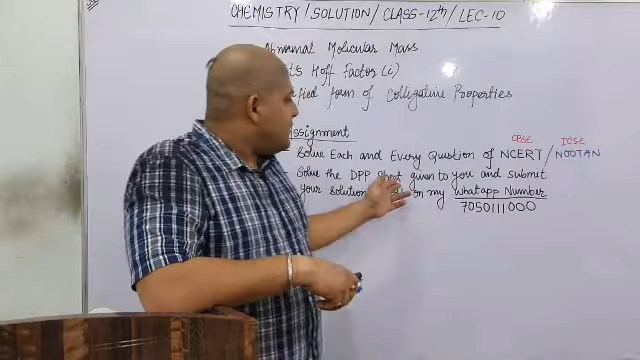 CHEMISTRY/SOLUTION/CLASS-12th/LEC-10
Abnormal Molecular Mass
Hoff Factor (i)
form of Colligative Properties
Assignment
CBSE ICSE
Solve Each and Every Question of NCERT/NOOTAN
Solve the DPP Sheet given to you and submit
Your solution on my Whatapp Number
7050111000